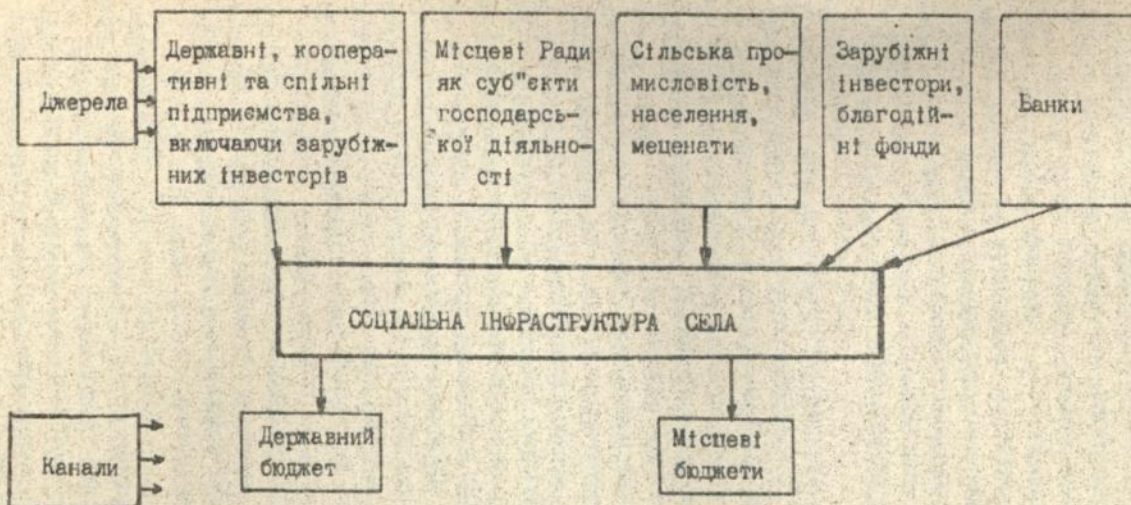 Джерела
Державні, коопера-
тивні та спільні
підприємства,
включаючи зарубіж-
них інвесторів
Місцеві Ради
як суб"єкти
господарсь-
кої діяльно-
сті
Сільська про-
мисловість,
населення,
меценати
Зарубіжні
інвестори,
благодій-
ні фонди
Банки
СОЦІАЛЬНА ІНФРАСТРУКТУРА СЕЛА
Канали
Державний
бюджет
Місцеві
бюджети